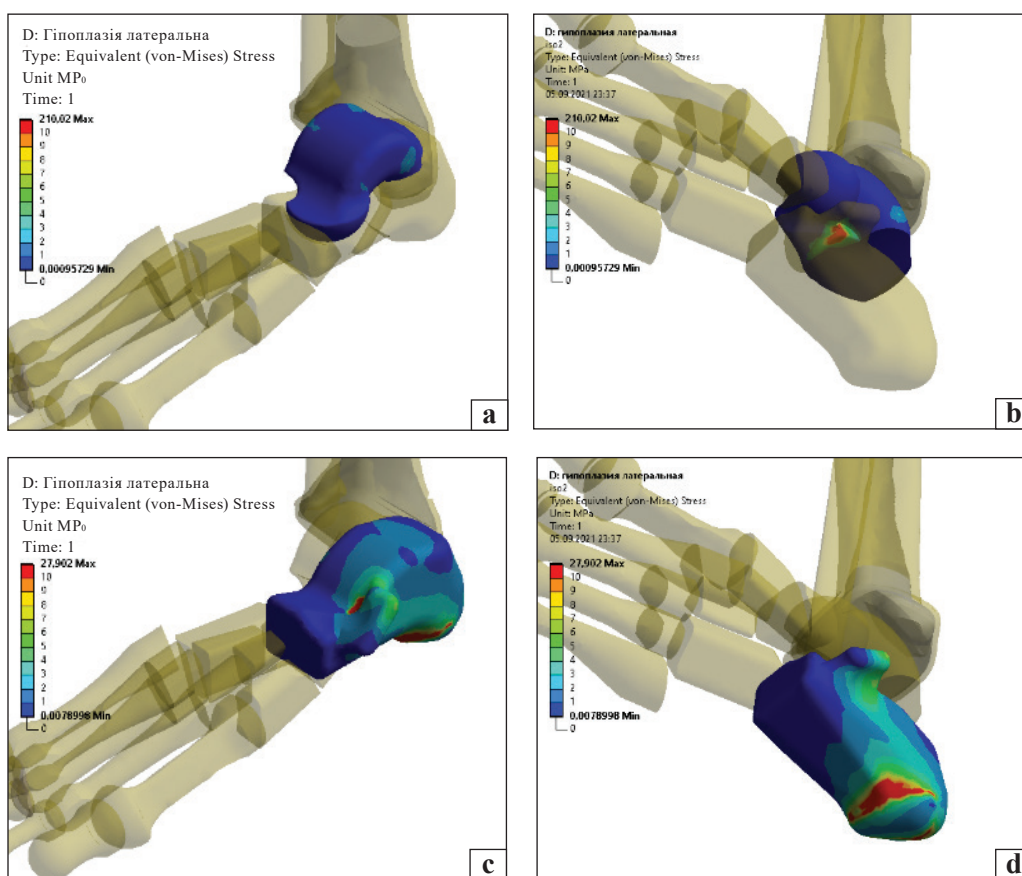 D: Гіпоплазія латеральна
Type: Equivalent (von-Mises) Stress
Unit MP₀
Time: 1
210,02 Max
10
9
8
7
6
5
4
3
2
1
0,00095729 Min
0
a
D: гипоплазия латеральная
iso2
Type: Equivalent (von-Mises) Stress
Unit: MPa
Time: 1
05.09.2021 23:37
210,02 Max
10
9
8
7
6
5
4
3
2
1
0,00095729 Min
0
b
D: Гіпоплазія латеральна
Type: Equivalent (von-Mises) Stress
Unit MP₀
Time: 1
27,902 Max
10
9
8
7
6
5
4
3
2
1
0,0078998 Min
0
c
D: гипоплазия латеральная
iso2
Type: Equivalent (von-Mises) Stress
Unit: MPa
Time: 1
05.09.2021 23:37
27,902 Max
10
9
8
7
6
5
4
3
2
1
0,0078998 Min
0
d